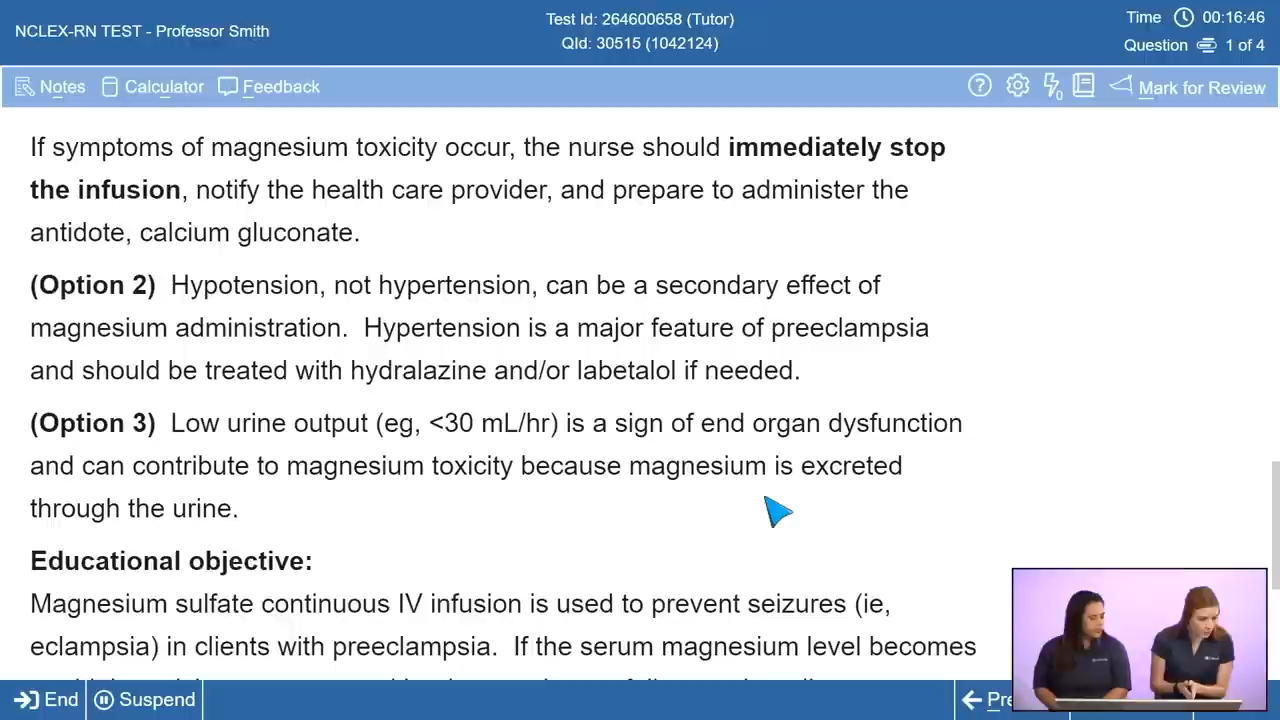 NCLEX-RN TEST - Professor Smith
Test Id: 264600658 (Tutor)
QId: 30515 (1042124)
Time 00:16:46
Question 1 of 4
Notes Calculator Feedback
Mark for Review
If symptoms of magnesium toxicity occur, the nurse should immediately stop
the infusion, notify the health care provider, and prepare to administer the
antidote, calcium gluconate.
(Option 2) Hypotension, not hypertension, can be a secondary effect of
magnesium administration. Hypertension is a major feature of preeclampsia
and should be treated with hydralazine and/or labetalol if needed.
(Option 3) Low urine output (eg, <30 mL/hr) is a sign of end organ dysfunction
and can contribute to magnesium toxicity because magnesium is excreted
through the urine.
Educational objective:
Magnesium sulfate continuous IV infusion is used to prevent seizures (ie,
eclampsia) in clients with preeclampsia. If the serum magnesium level becomes
End Suspend